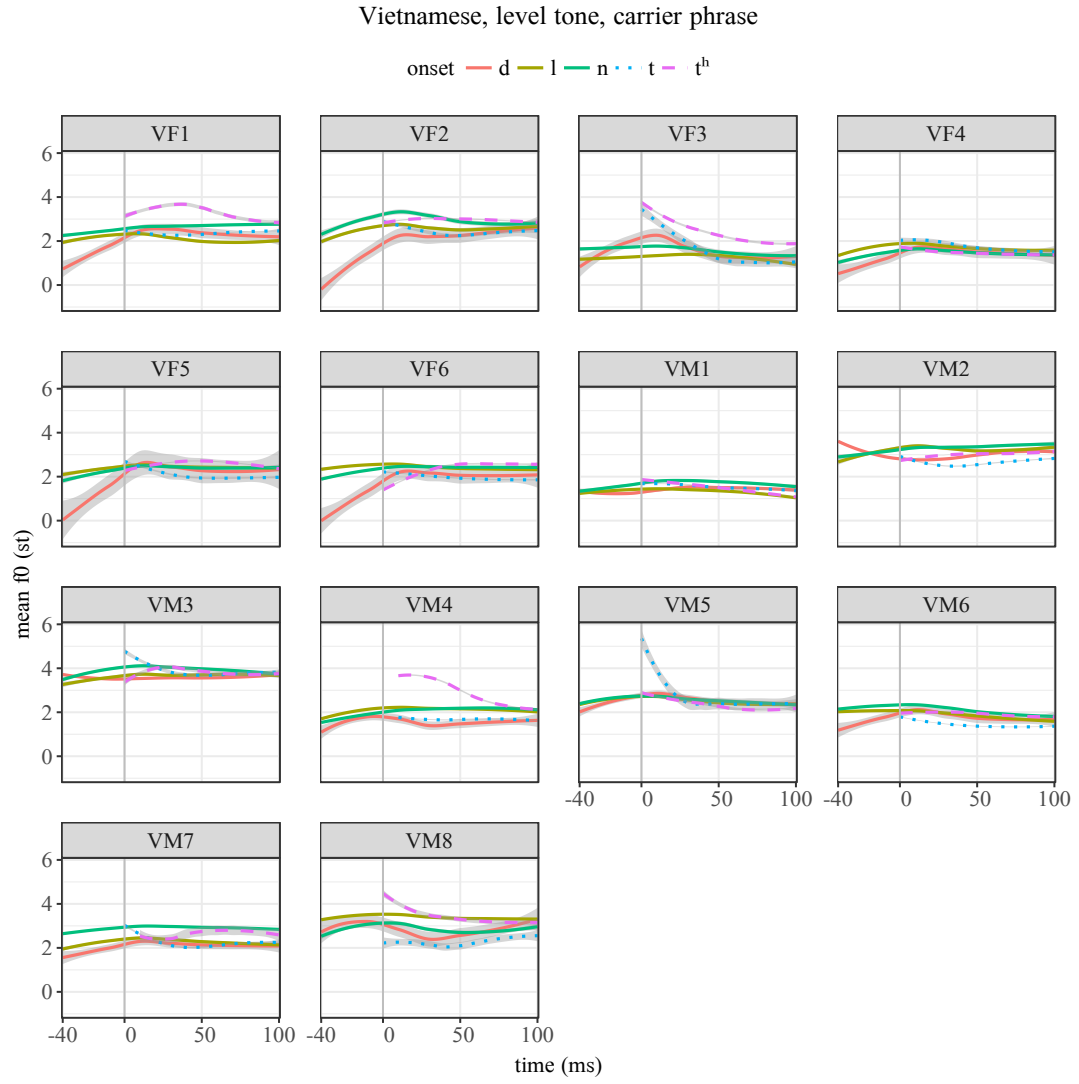 Vietnamese, level tone, carrier phrase
onset d l n t tʰ
VF1 VF2 VF3 VF4
6
4
2
0
VF5 VF6 VM1 VM2
6
4
2
0
mean f0 (st)
VM3 VM4 VM5 VM6
6
4
2
0
-40 0 50 100 -40 0 50 100
VM7 VM8
6
4
2
0
-40 0 50 100 -40 0 50 100
time (ms)